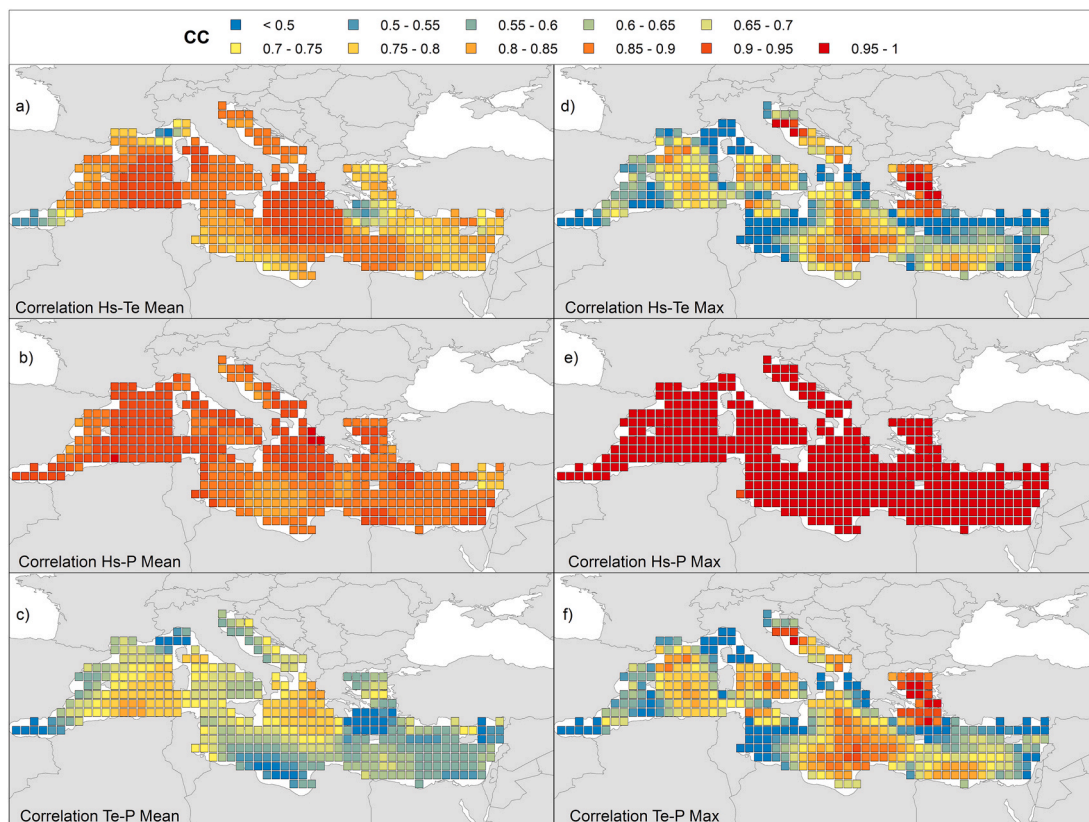 CC
< 0.5 0.5 - 0.55 0.55 - 0.6 0.6 - 0.65 0.65 - 0.7
0.7 - 0.75 0.75 - 0.8 0.8 - 0.85 0.85 - 0.9 0.9 - 0.95 0.95 - 1
a)
Correlation Hs-Te Mean
d)
Correlation Hs-Te Max
b)
Correlation Hs-P Mean
e)
Correlation Hs-P Max
c)
Correlation Te-P Mean
f)
Correlation Te-P Max